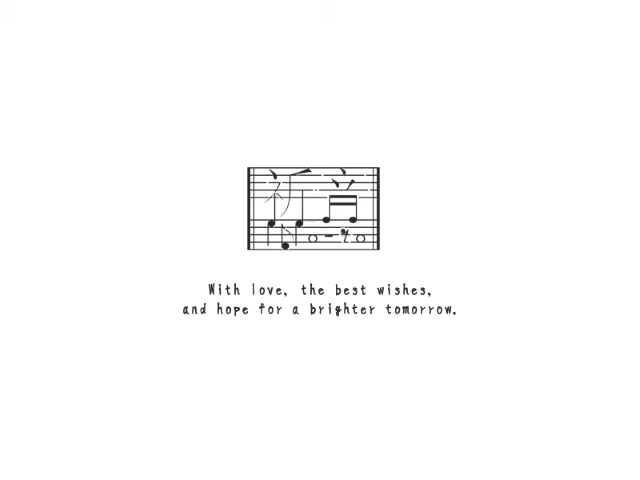 With love, the best wishes,
and hope for a brighter tomorrow.